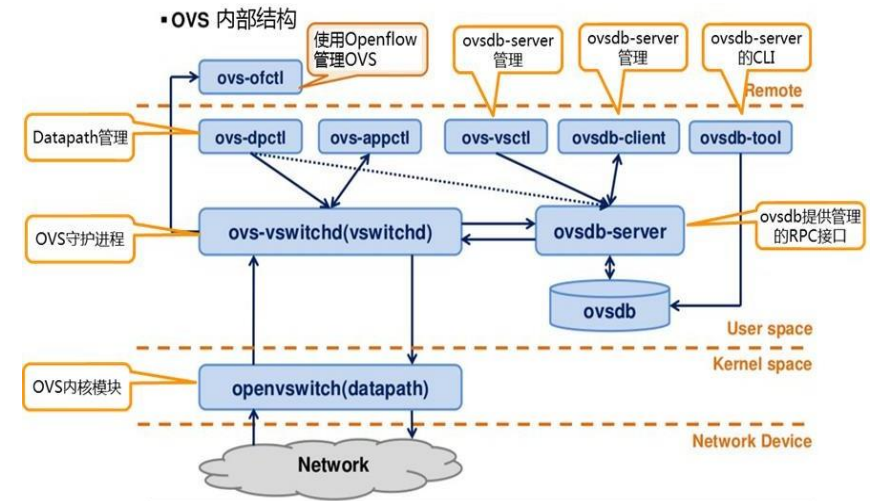 ▪OVS 内部结构
使用Openflow
管理OVS
ovsdb-server
管理
ovsdb-server
管理
ovsdb-server
的CLI
ovs-ofctl
Remote
Datapath管理
ovs-dpctl
ovs-appctl
ovs-vsctl
ovsdb-client
ovsdb-tool
OVS守护进程
ovs-vswitchd(vswitchd)
ovsdb-server
ovsdb提供管理
的RPC接口
ovsdb
User space
Kernel space
OVS内核模块
openvswitch(datapath)
Network Device
Network